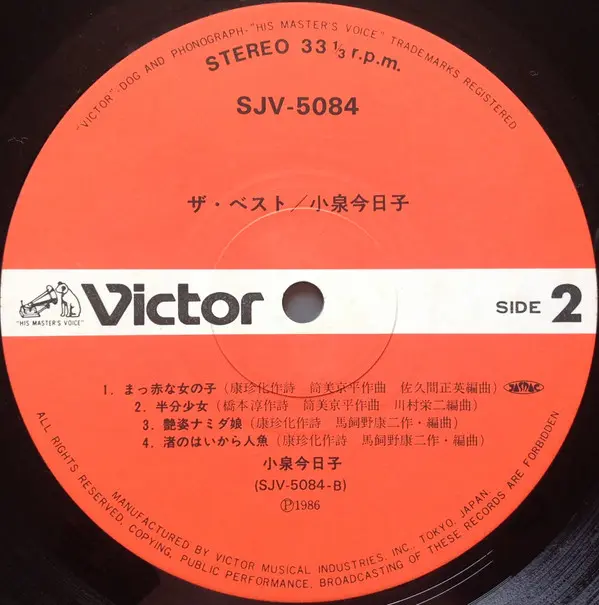 "VICTOR"-DOG AND PHONOGRAPH-"HIS MASTER'S VOICE" TRADEMARKS REGISTERED
STEREO 33 1/3 r.p.m.
SJV-5084
ザ・ベスト/小泉今日子
"HIS MASTER'S VOICE"
Victor
SIDE 2
1. まっ赤な女の子(康珍化作詩 筒美京平作曲 佐久間正英編曲) JASRAC
2. 半分少女(橋本淳作詩 筒美京平作曲 川村栄二編曲)
3. 艶姿ナミダ娘(康珍化作詩 馬飼野康二作・編曲)
4. 渚のはいから人魚(康珍化作詩 馬飼野康二作・編曲)
小泉今日子
(SJV-5084-B)
Ⓟ1986
MANUFACTURED BY VICTOR MUSICAL INDUSTRIES, INC. TOKYO, JAPAN
ALL RIGHTS RESERVED. COPYING, PUBLIC PERFORMANCE, BROADCASTING OF THESE RECORDS ARE FORBIDDEN